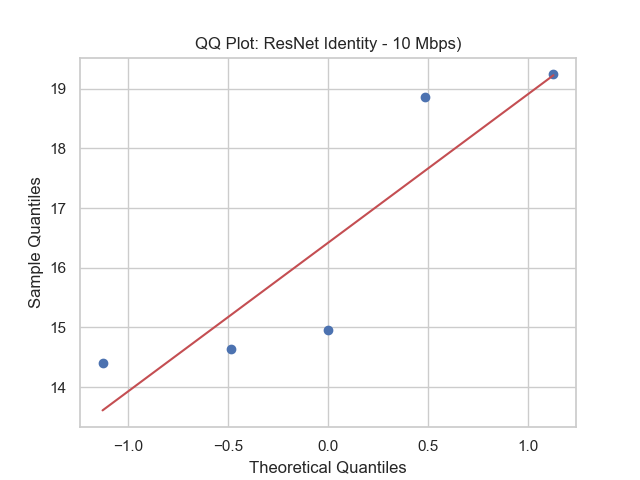 QQ Plot: ResNet Identity - 10 Mbps)
19
18
17
16
15
14
Sample Quantiles
−1.0 −0.5 0.0 0.5 1.0
Theoretical Quantiles